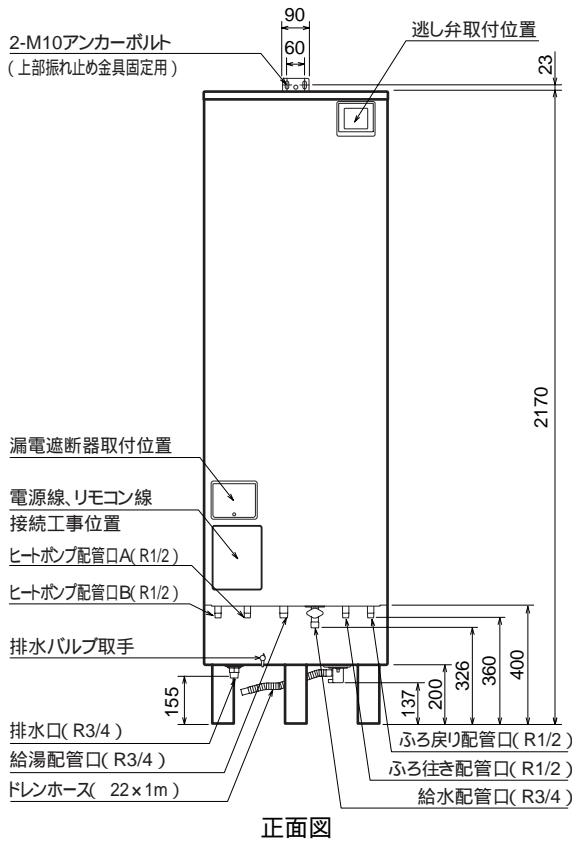 90
60
2-M10アンカーボルト
(上部振れ止め金具固定用)
逃し弁取付位置
23
2170
漏電遮断器取付位置
電源線、リモコン線
接続工事位置
ヒートポンプ配管口A(R1/2)
ヒートポンプ配管口B(R1/2)
排水バルブ取手
155
137
200
326
360
400
排水口(R3/4)
給湯配管口(R3/4)
ドレンホース( 22×1m)
ふろ戻り配管口(R1/2)
ふろ往き配管口(R1/2)
給水配管口(R3/4)
正面図